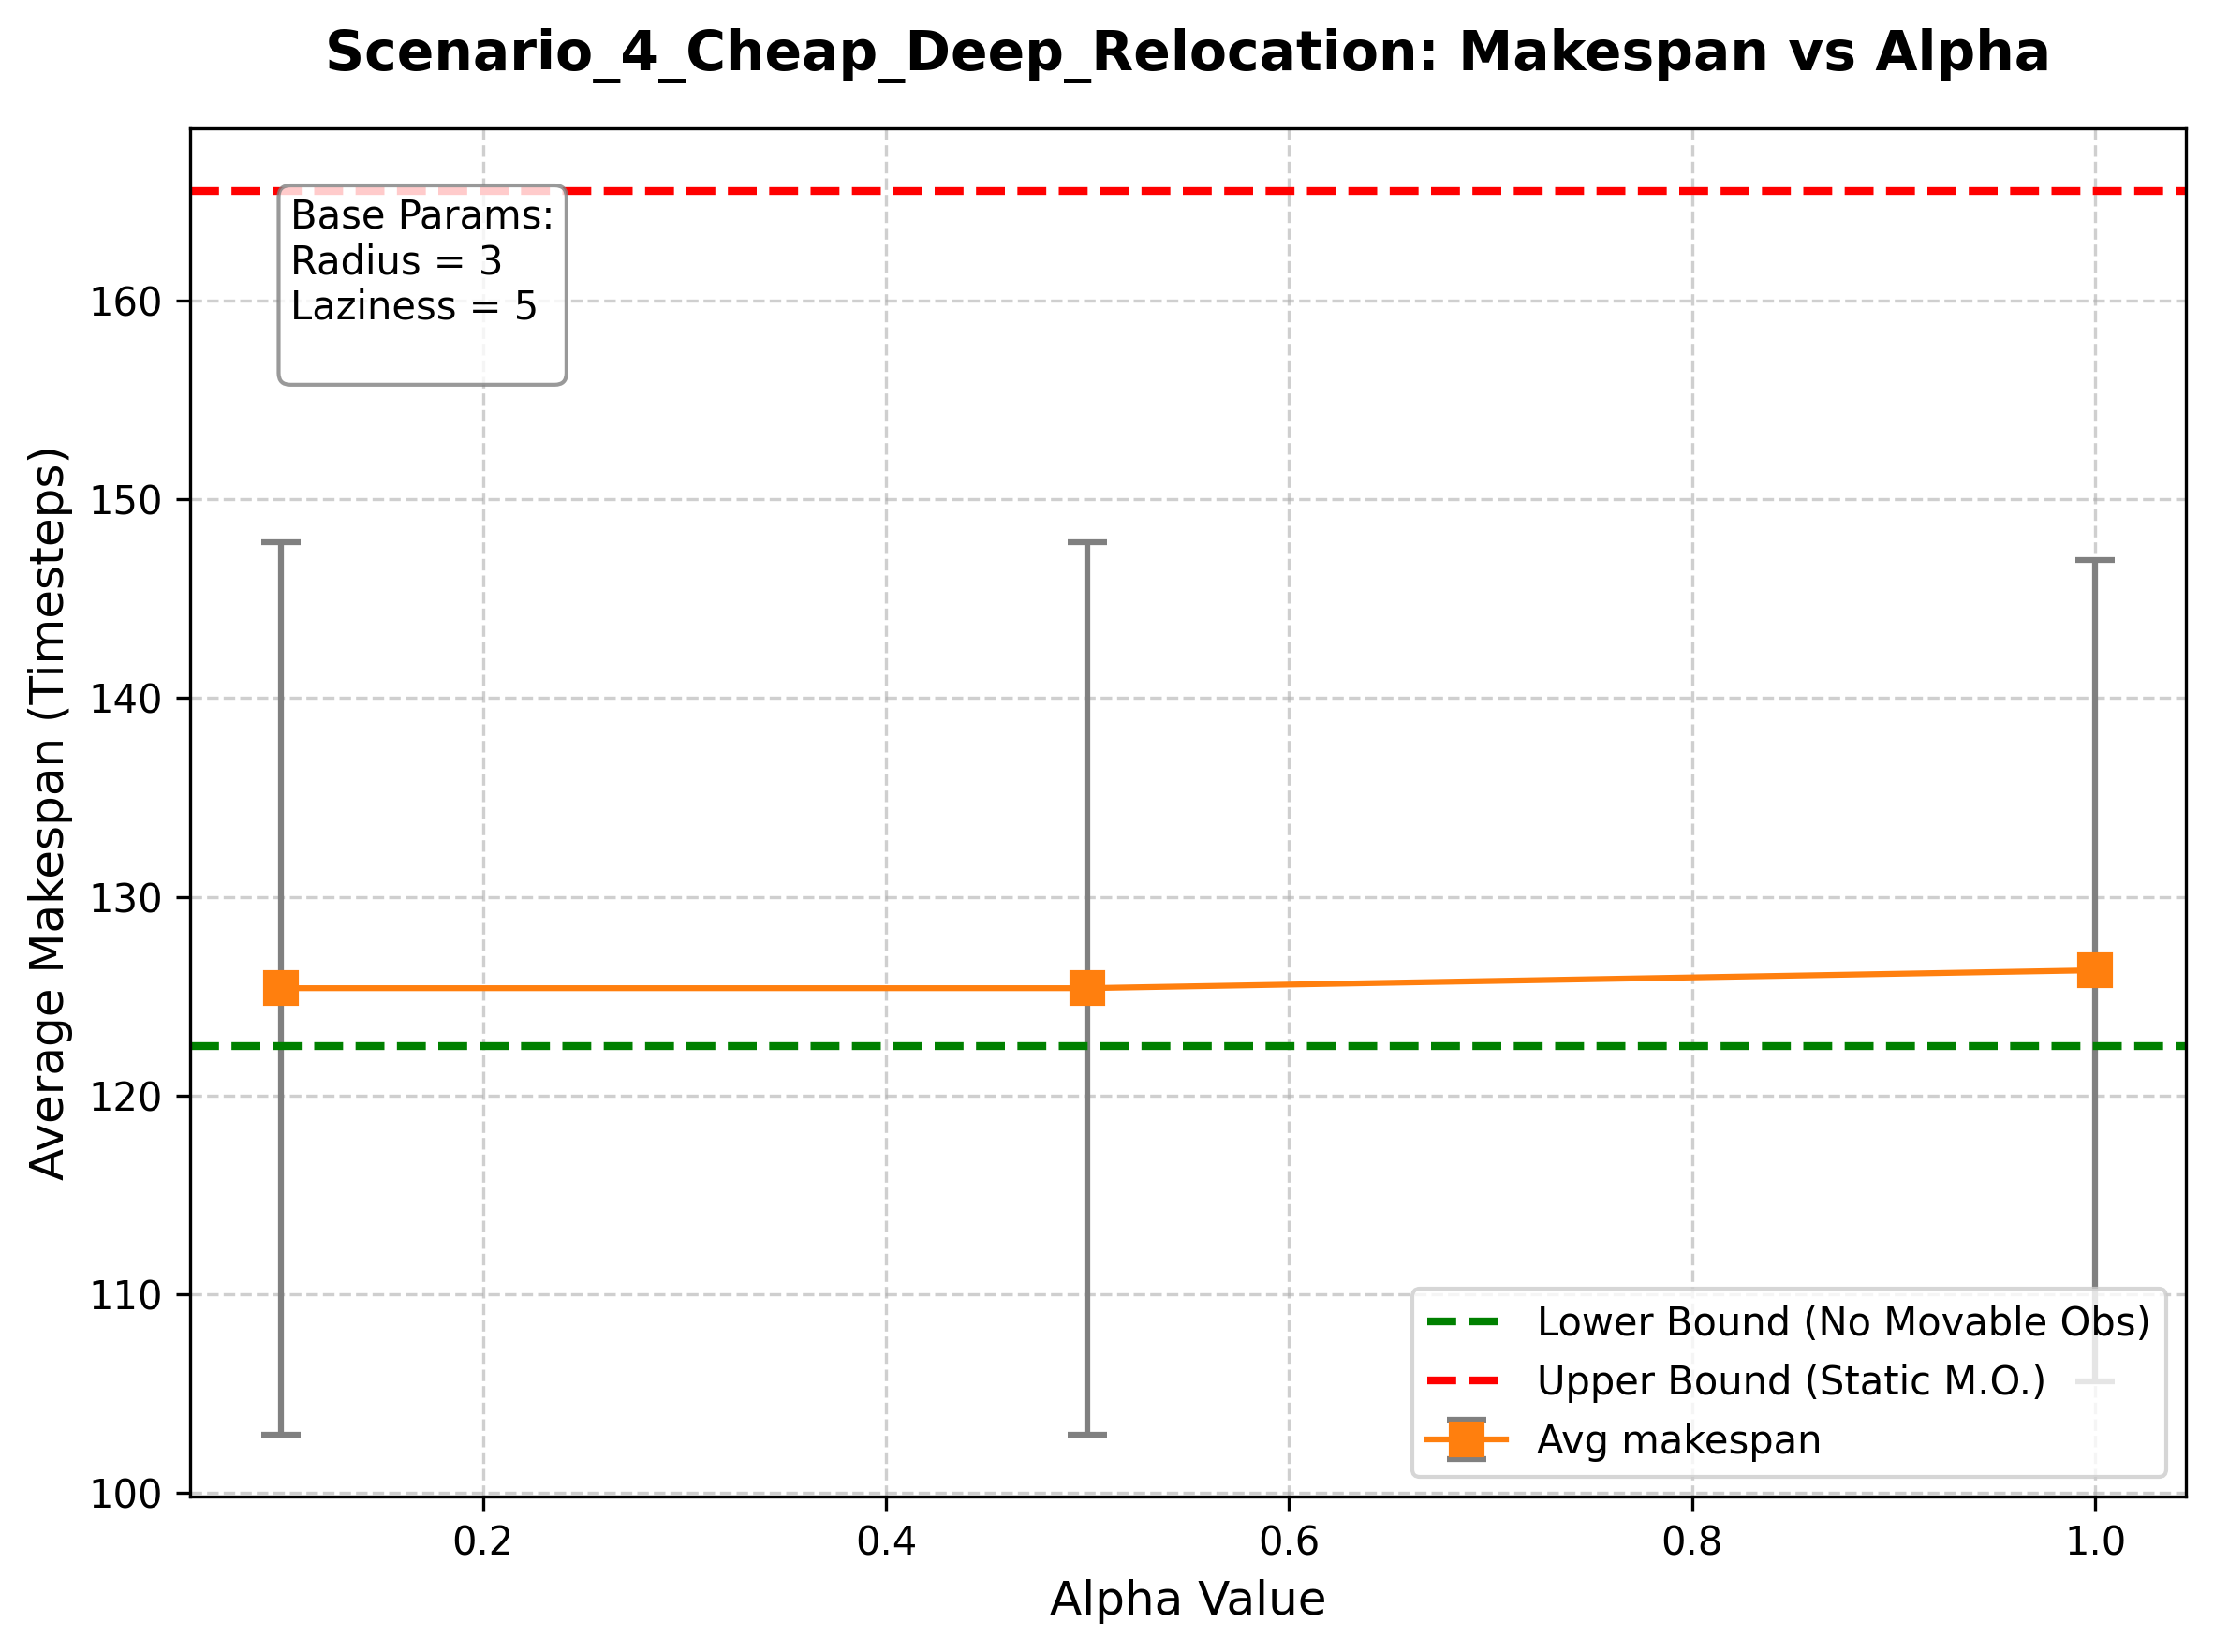 Scenario_4_Cheap_Deep_Relocation: Makespan vs Alpha
Base Params:
Radius = 3
Laziness = 5
Average Makespan (Timesteps)
160
150
140
130
120
110
100
Lower Bound (No Movable Obs)
Upper Bound (Static M.O.)
Avg makespan
0.2 0.4 0.6 0.8 1.0
Alpha Value